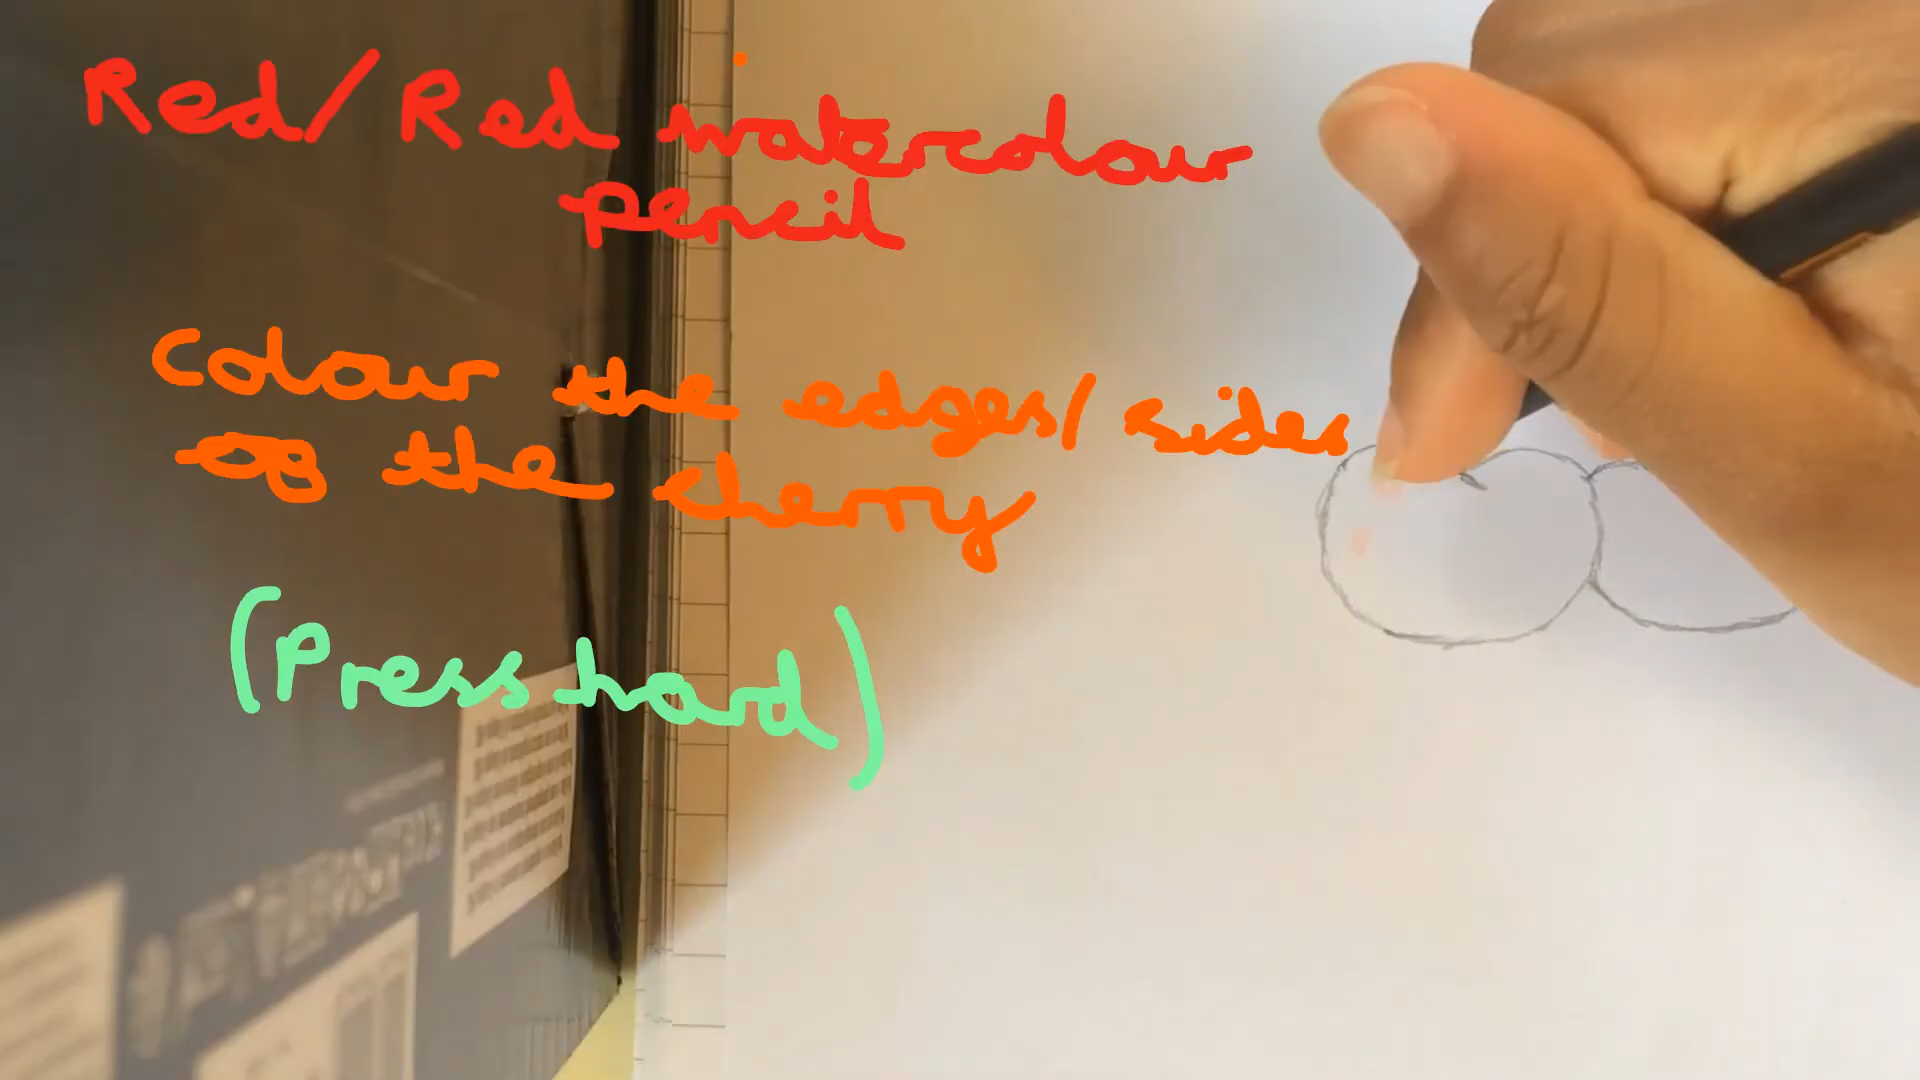 Red/Red watercolour
pencil
Colour the edges/sides
of the cherry
(Press hard)